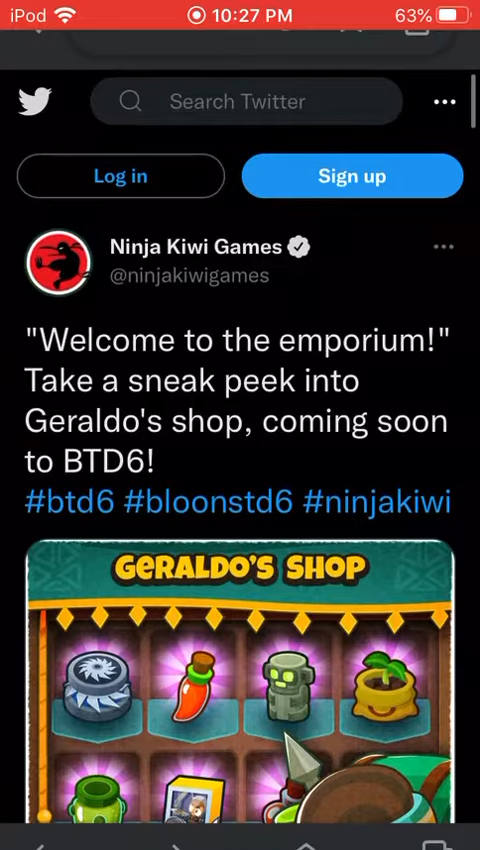 iPod 10:27 PM 63%
Search Twitter
Log in Sign up
Ninja Kiwi Games
@ninjakiwigames
"Welcome to the emporium!"
Take a sneak peek into
Geraldo's shop, coming soon
to BTD6!
#btd6 #bloonstd6 #ninjakiwi
GERALDO'S SHOP